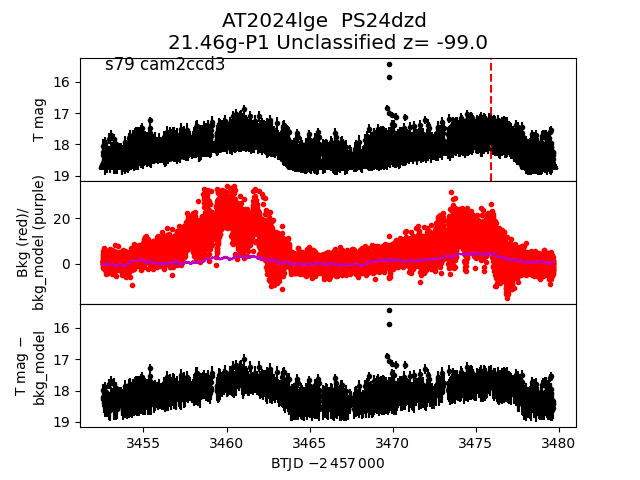 AT2024lge  PS24dzd
21.46g-P1 Unclassified z= -99.0
s79 cam2ccd3
T mag
16
17
18
19
Bkg (red)/
bkg_model (purple)
20
0
T mag −
bkg_model
16
17
18
19
3455
3460
3465
3470
3475
3480
BTJD −2 457 000